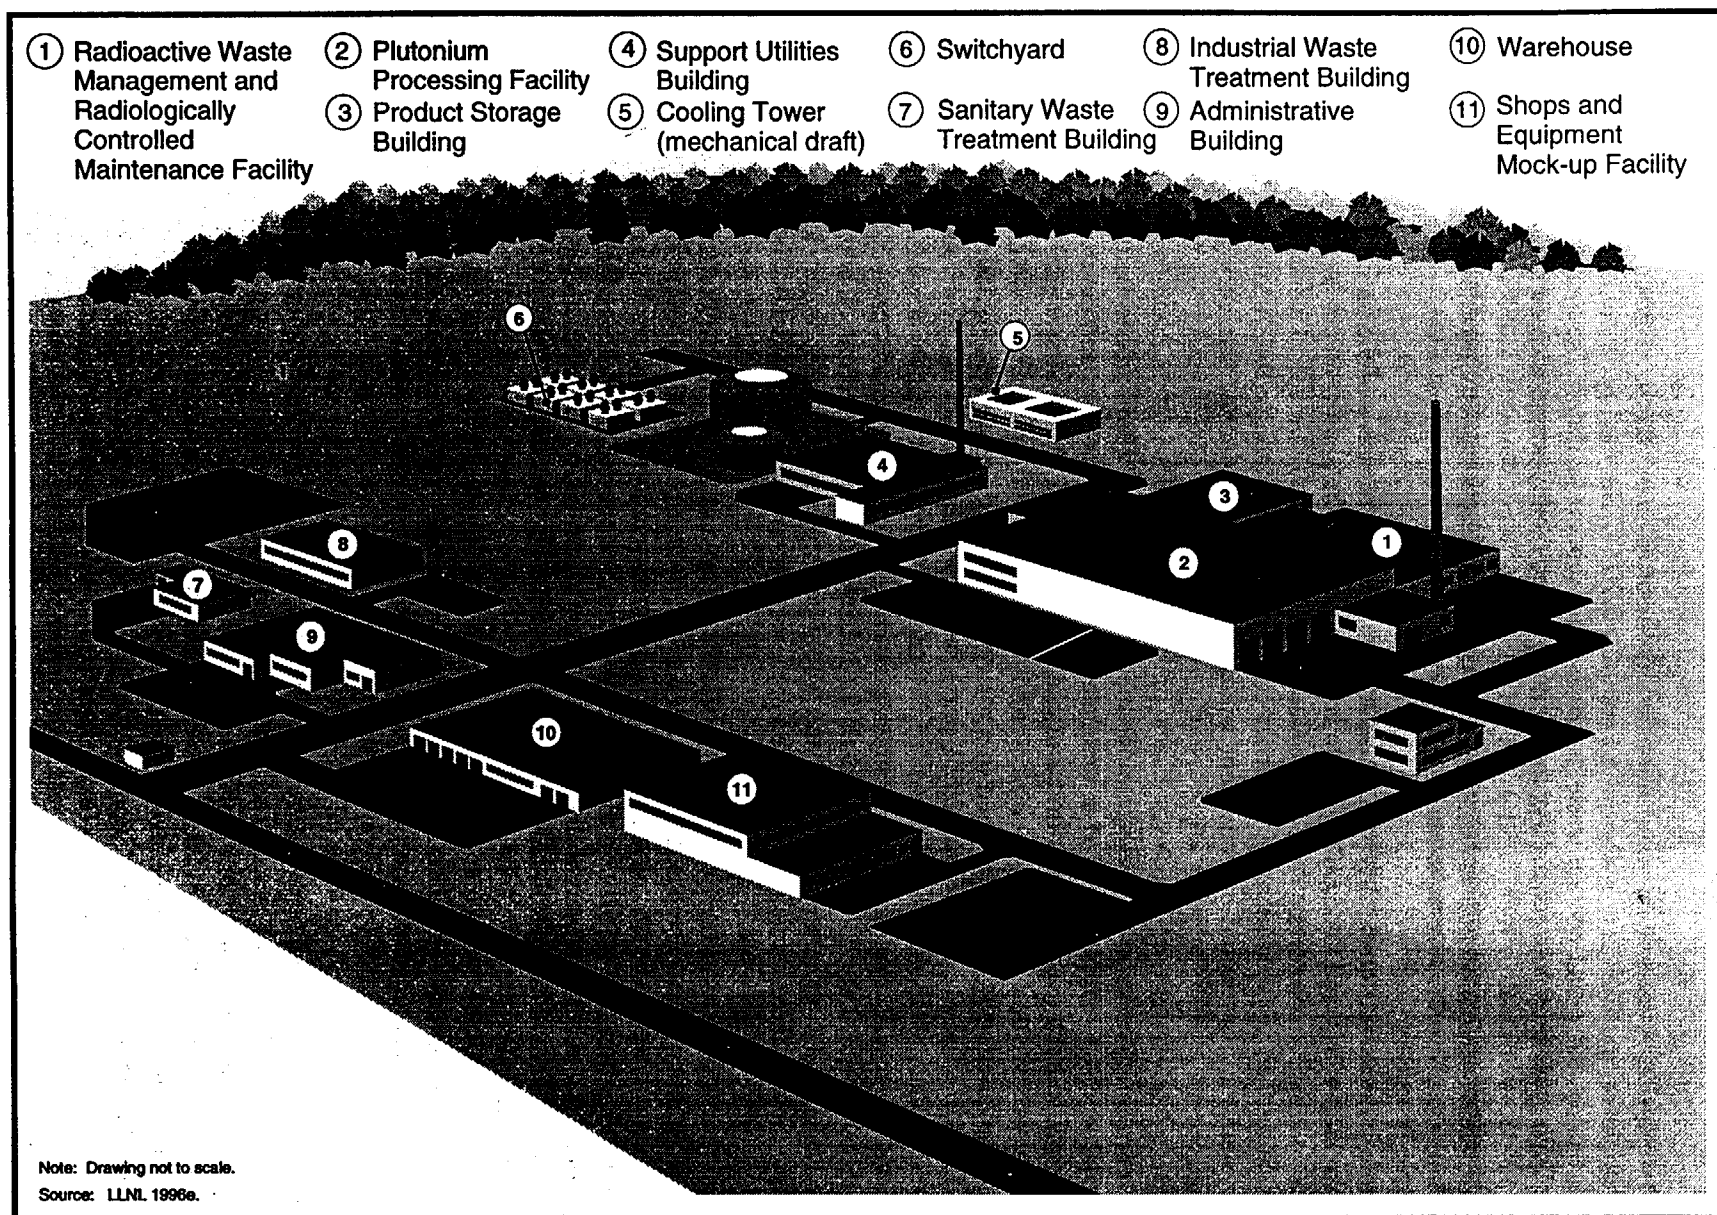 1 Radioactive Waste
Management and
Radiologically
Controlled
Maintenance Facility
2 Plutonium
Processing Facility
3 Product Storage
Building
4 Support Utilities
Building
5 Cooling Tower
(mechanical draft)
6 Switchyard
7 Sanitary Waste
Treatment Building
8 Industrial Waste
Treatment Building
9 Administrative
Building
10 Warehouse
11 Shops and
Equipment
Mock-up Facility
6
5
4
3
1
2
8
7
9
10
11
Note: Drawing not to scale.
Source: LLNL 1996e.